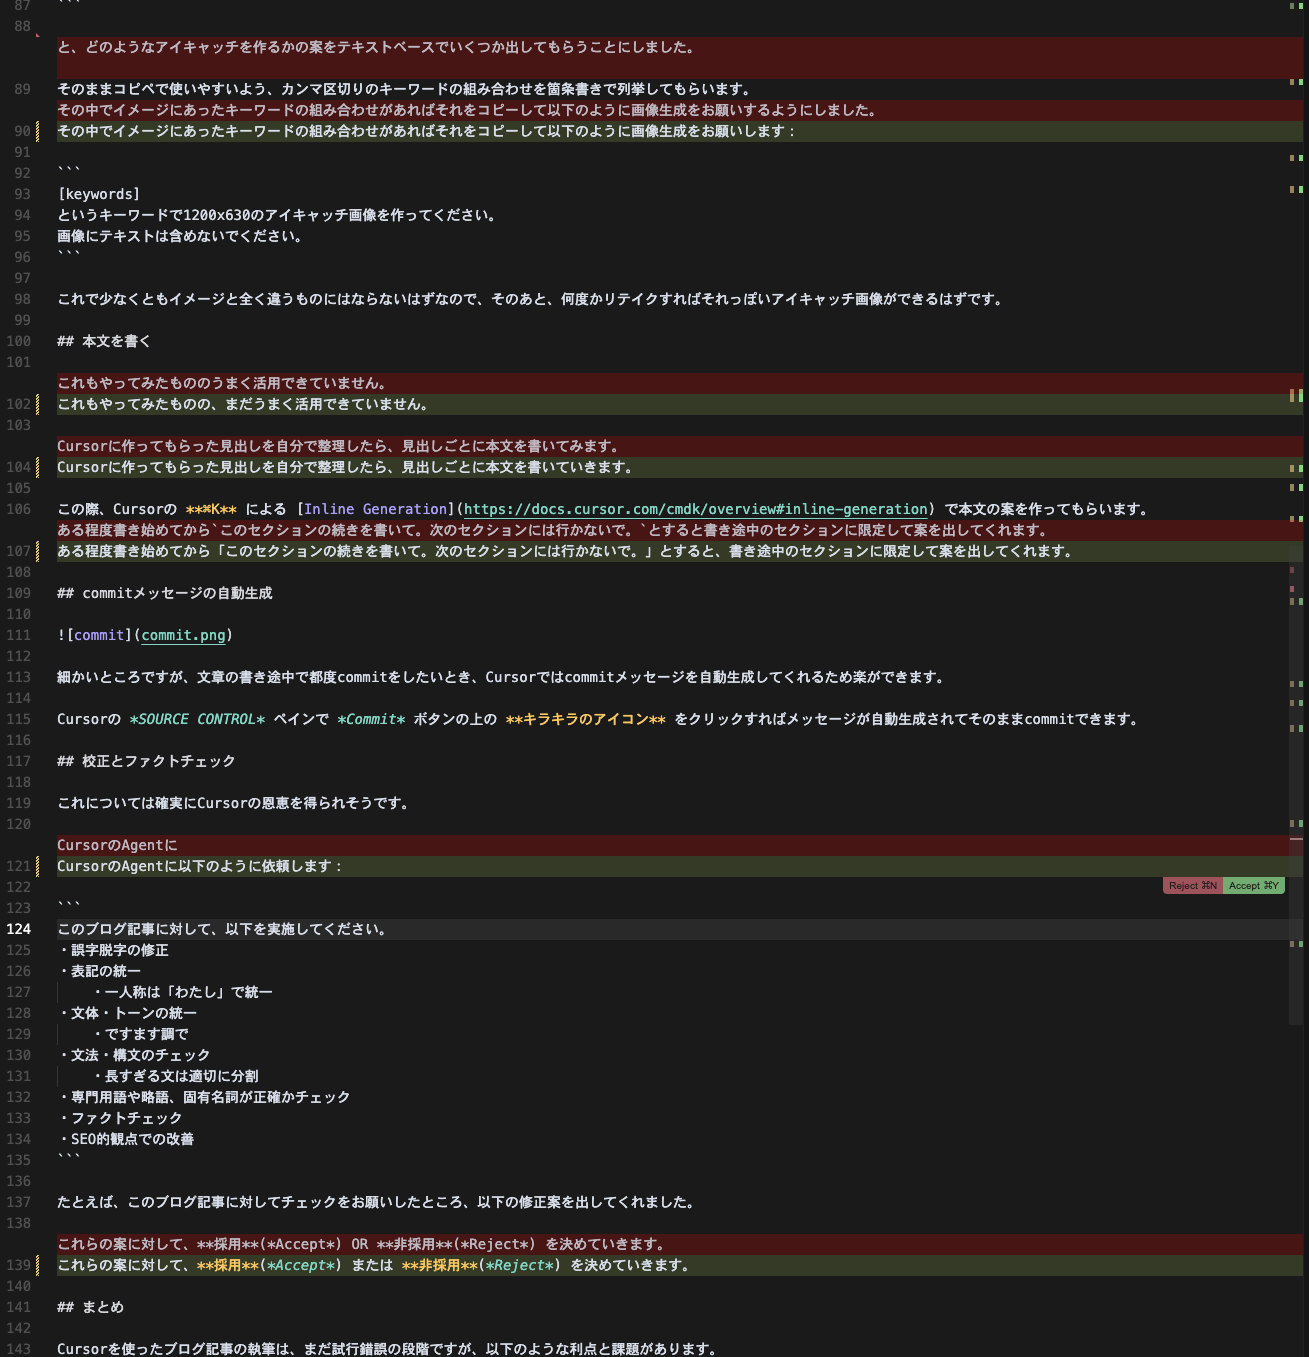 87 ```
88
と、どのようなアイキャッチを作るかの案をテキストベースでいくつか出してもらうことにしました。
89 そのままコピペで使いやすいよう、カンマ区切りのキーワードの組み合わせを箇条書きで列挙してもらいます。
その中でイメージにあったキーワードの組み合わせがあればそれをコピーして以下のように画像生成をお願いするようにしました。
90 その中でイメージにあったキーワードの組み合わせがあればそれをコピーして以下のように画像生成をお願いします：
91
92 ```
93 [keywords]
94 というキーワードで1200x630のアイキャッチ画像を作ってください。
95 画像にテキストは含めないでください。
96 ```
97
98 これで少なくともイメージと全く違うものにはならないはずなので、そのあと、何度かリテイクすればそれっぽいアイキャッチ画像ができるはずです。
99
100 ## 本文を書く
101
これもやってみたもののうまく活用できていません。
102 これもやってみたものの、まだうまく活用できていません。
103
Cursorに作ってもらった見出しを自分で整理したら、見出しごとに本文を書いてみます。
104 Cursorに作ってもらった見出しを自分で整理したら、見出しごとに本文を書いていきます。
105
106 この際、Cursorの **⌘K** による [Inline Generation](https://docs.cursor.com/cmdk/overview#inline-generation) で本文の案を作ってもらいます。
ある程度書き始めてから`このセクションの続きを書いて。次のセクションには行かないで。`とすると書き途中のセクションに限定して案を出してくれます。
107 ある程度書き始めてから「このセクションの続きを書いて。次のセクションには行かないで。」とすると、書き途中のセクションに限定して案を出してくれます。
108
109 ## commitメッセージの自動生成
110
111 ![commit](commit.png)
112
113 細かいところですが、文章の書き途中で都度commitをしたいとき、Cursorではcommitメッセージを自動生成してくれるため楽ができます。
114
115 Cursorの *SOURCE CONTROL* ペインで *Commit* ボタンの上の **キラキラのアイコン** をクリックすればメッセージが自動生成されてそのままcommitできます。
116
117 ## 校正とファクトチェック
118
119 これについては確実にCursorの恩恵を得られそうです。
120
CursorのAgentに
121 CursorのAgentに以下のように依頼します：
122
Reject ⌘N Accept ⌘Y
123 ```
124 このブログ記事に対して、以下を実施してください。
125 ・誤字脱字の修正
126 ・表記の統一
127 ・一人称は「わたし」で統一
128 ・文体・トーンの統一
129 ・ですます調で
130 ・文法・構文のチェック
131 ・長すぎる文は適切に分割
132 ・専門用語や略語、固有名詞が正確かチェック
133 ・ファクトチェック
134 ・SEO的観点での改善
135 ```
136
137 たとえば、このブログ記事に対してチェックをお願いしたところ、以下の修正案を出してくれました。
138
これらの案に対して、**採用**(*Accept*) OR **非採用**(*Reject*) を決めていきます。
139 これらの案に対して、**採用**(*Accept*) または **非採用**(*Reject*) を決めていきます。
140
141 ## まとめ
142
143 Cursorを使ったブログ記事の執筆は、まだ試行錯誤の段階ですが、以下のような利点と課題があります。